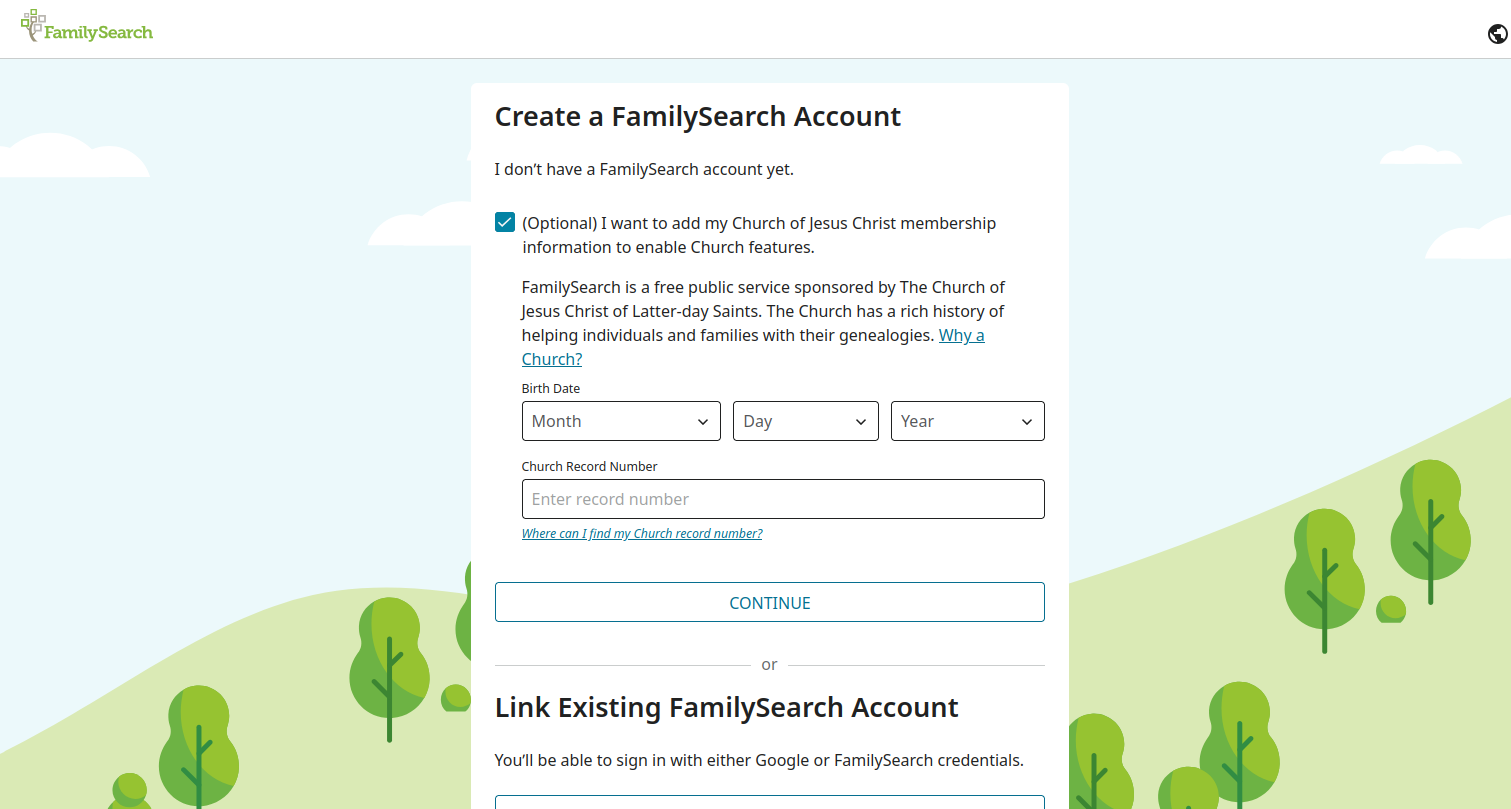 FamilySearch
Create a FamilySearch Account
I don’t have a FamilySearch account yet.
(Optional) I want to add my Church of Jesus Christ membership
information to enable Church features.
FamilySearch is a free public service sponsored by The Church of
Jesus Christ of Latter-day Saints. The Church has a rich history of
helping individuals and families with their genealogies. Why a
Church?
Birth Date
Month Day Year
Church Record Number
Enter record number
Where can I find my Church record number?
CONTINUE
or
Link Existing FamilySearch Account
You’ll be able to sign in with either Google or FamilySearch credentials.